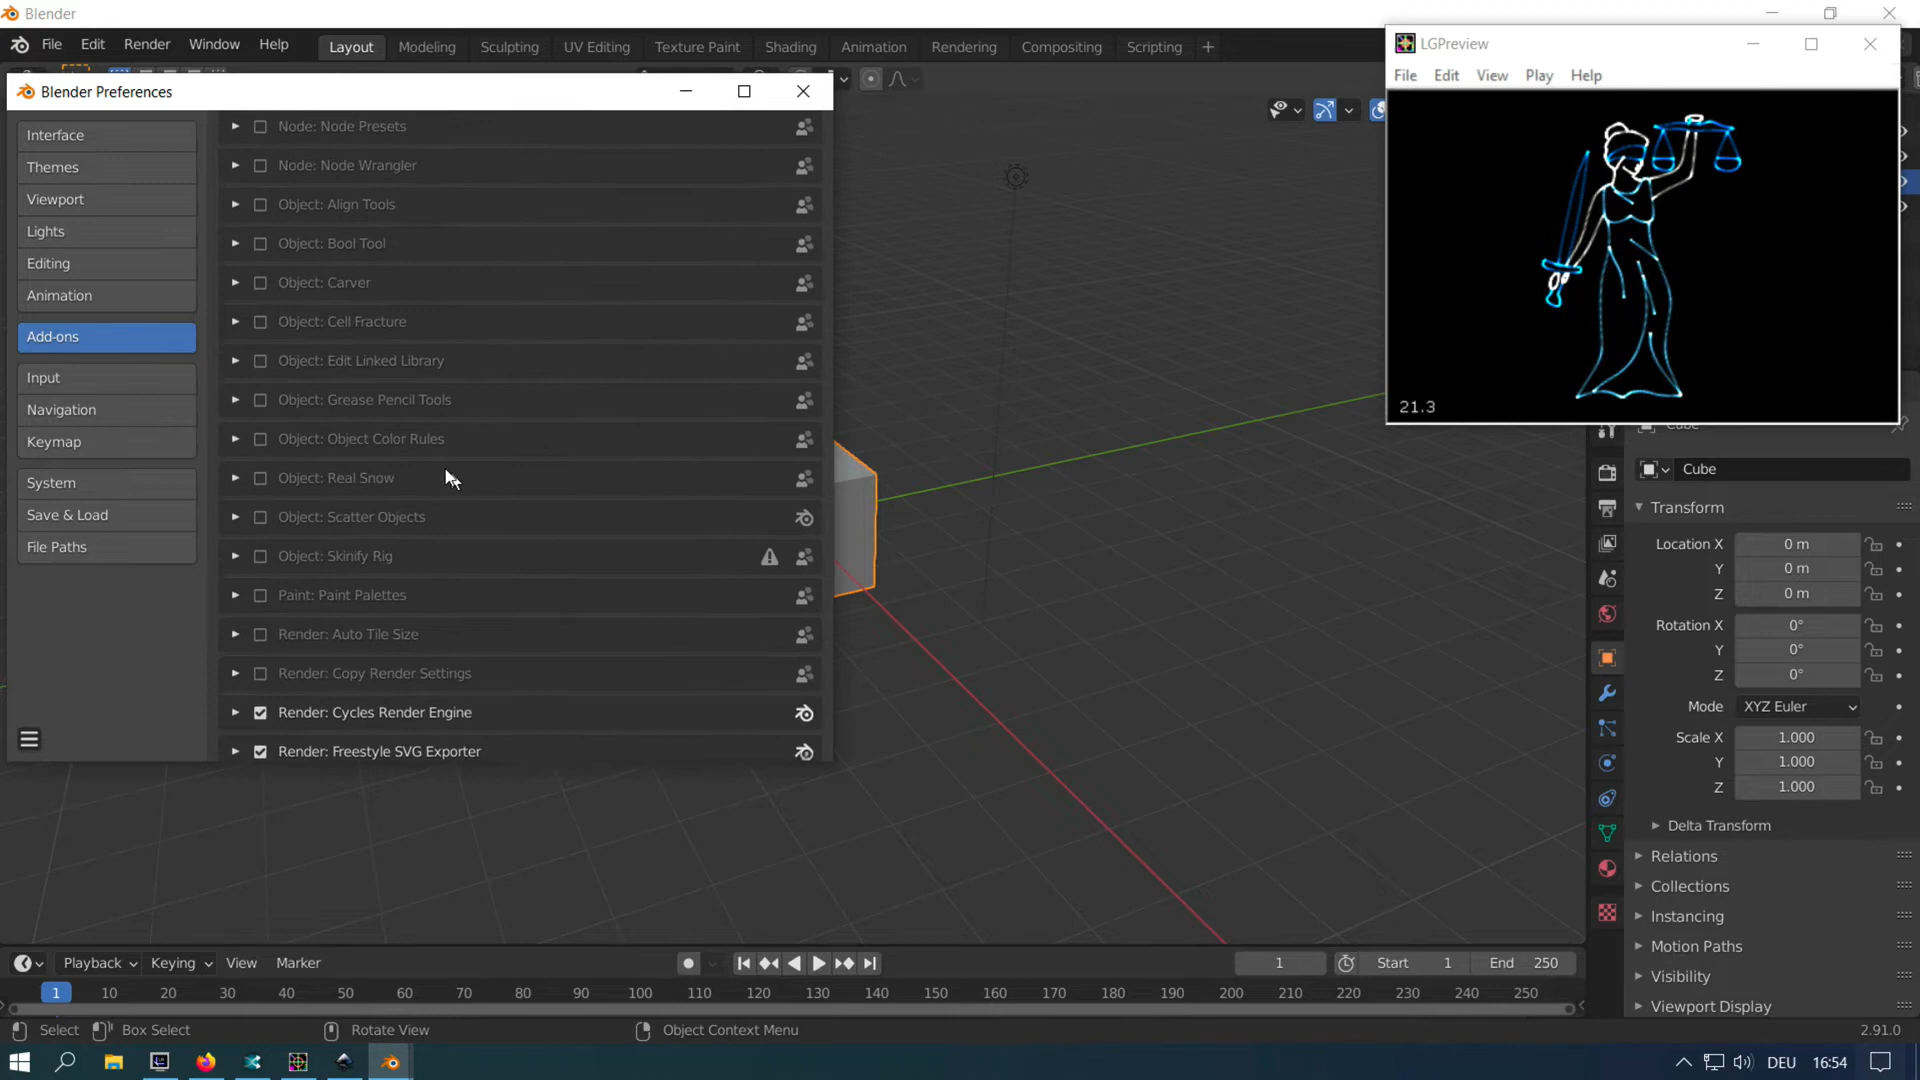 Blender
File Edit Render Window Help Layout Modeling Sculpting UV Editing Texture Paint Shading Animation Rendering Compositing Scripting +
Blender Preferences
Interface
Themes
Viewport
Lights
Editing
Animation
Add-ons
Input
Navigation
Keymap
System
Save & Load
File Paths
Node: Node Presets
Node: Node Wrangler
Object: Align Tools
Object: Bool Tool
Object: Carver
Object: Cell Fracture
Object: Edit Linked Library
Object: Grease Pencil Tools
Object: Object Color Rules
Object: Real Snow
Object: Scatter Objects
Object: Skinify Rig
Paint: Paint Palettes
Render: Auto Tile Size
Render: Copy Render Settings
Render: Cycles Render Engine
Render: Freestyle SVG Exporter
LGPreview
File Edit View Play Help
21.3
Cube
Cube
Transform
Location X 0 m
Y 0 m
Z 0 m
Rotation X 0°
Y 0°
Z 0°
Mode XYZ Euler
Scale X 1.000
Y 1.000
Z 1.000
Delta Transform
Relations
Collections
Instancing
Motion Paths
Visibility
Viewport Display
Playback Keying View Marker 1 Start 1 End 250
1 10 20 30 40 50 60 70 80 90 100 110 120 130 140 150 160 170 180 190 200 210 220 230 240 250
Select Box Select Rotate View Object Context Menu 2.91.0
DEU 16:54